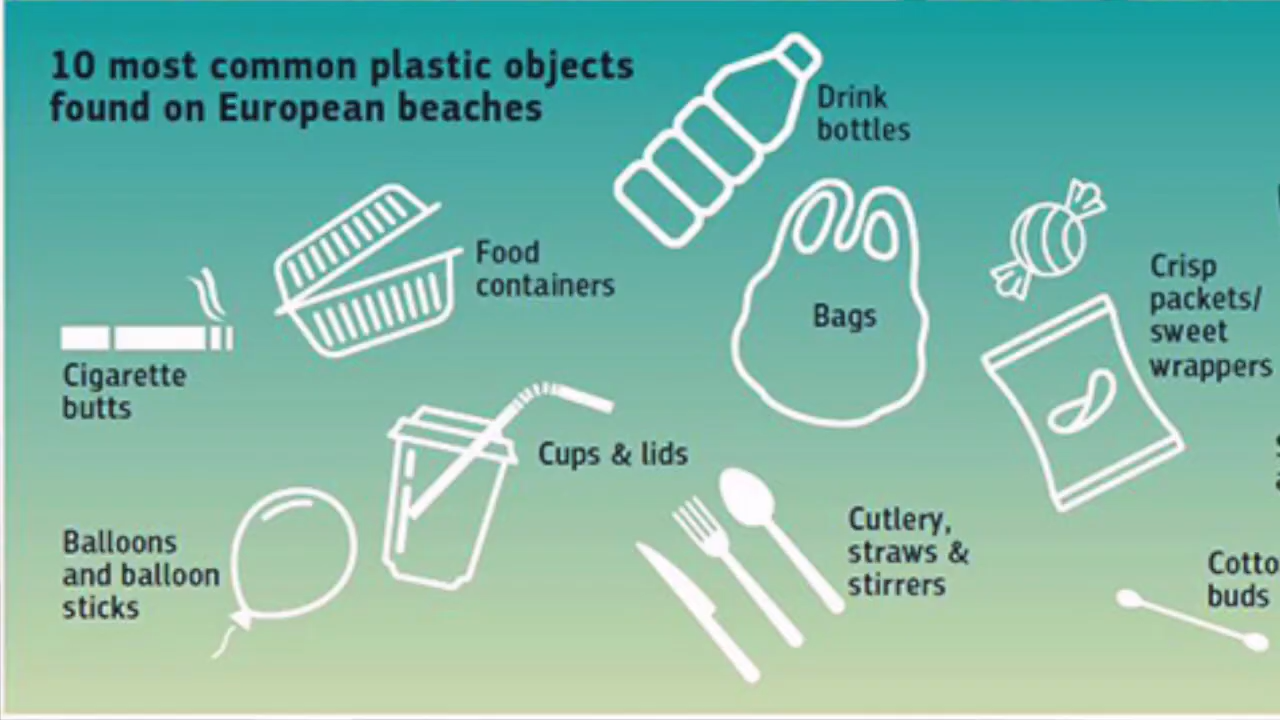 10 most common plastic objects
found on European beaches
Drink
bottles
Food
containers
Bags
Crisp
packets/
sweet
wrappers
Cigarette
butts
Cups & lids
Cutlery,
straws &
stirrers
Balloons
and balloon
sticks
Cotto
buds